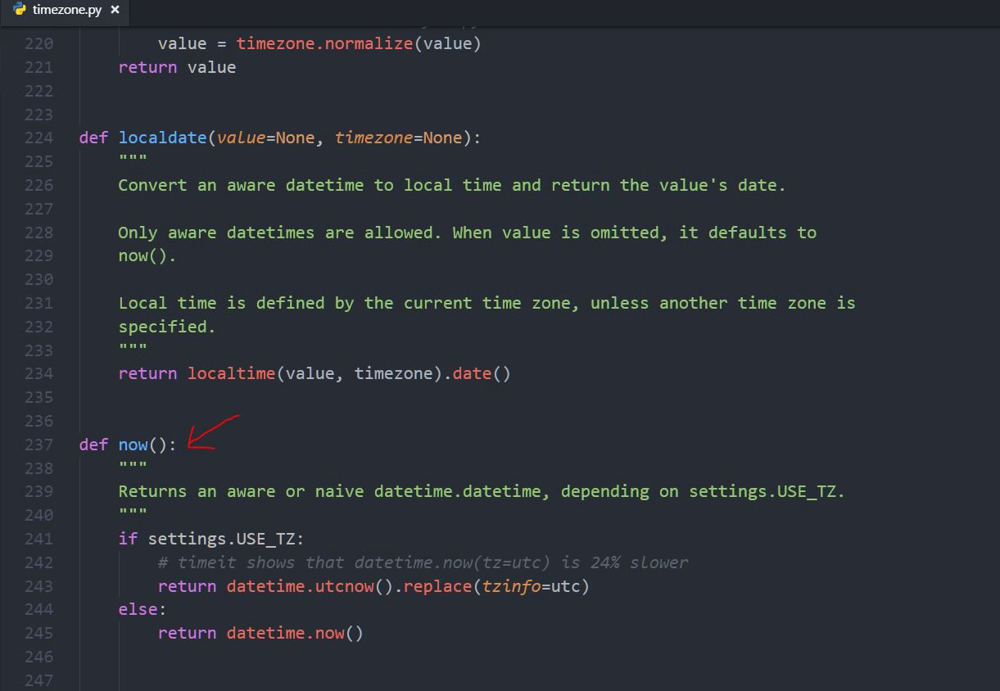 timezone.py ×
220 value = timezone.normalize(value)
221 return value
222
223
224 def localdate(value=None, timezone=None):
225 """
226 Convert an aware datetime to local time and return the value's date.
227
228 Only aware datetimes are allowed. When value is omitted, it defaults to
229 now().
230
231 Local time is defined by the current time zone, unless another time zone is
232 specified.
233 """
234 return localtime(value, timezone).date()
235
236
237 def now():
238 """
239 Returns an aware or naive datetime.datetime, depending on settings.USE_TZ.
240 """
241 if settings.USE_TZ:
242 # timeit shows that datetime.now(tz=utc) is 24% slower
243 return datetime.utcnow().replace(tzinfo=utc)
244 else:
245 return datetime.now()
246
247